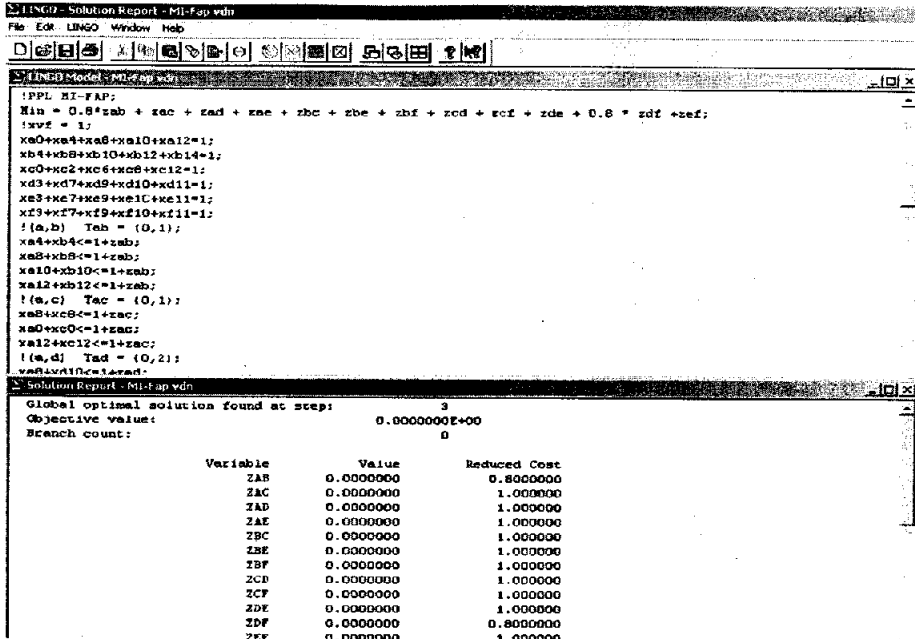 LINGO - Solution Report - MI-Fap vdn
File Edit LINGO Window Help
LINGO Model - MI-Fap vdn
!PPL MI-FAP;
Min = 0.8*zab + zac + zad + zae + zbc + zbe + zbf + zcd + zcf + zde + 0.8 * zdf +zef;
!xvf = 1;
xa0+xa4+xa8+xa10+xa12=1;
xb4+xb8+xb10+xb12+xb14=1;
xc0+xc2+xc6+xc8+xc12=1;
xd3+xd7+xd9+xd10+xd11=1;
xe3+xe7+xe9+xe10+xe11=1;
xf3+xf7+xf9+xf10+xf11=1;
!(a,b) Tab = (0,1);
xa4+xb4<=1+zab;
xa8+xb8<=1+zab;
xa10+xb10<=1+zab;
xa12+xb12<=1+zab;
!(a,c) Tac = (0,1);
xa8+xc8<=1+zac;
xa0+xc0<=1+zac;
xa12+xc12<=1+zac;
!(a,d) Tad = (0,2);
xa8+xd10<=1+zad;
Solution Report - MI-Fap vdn
Global optimal solution found at step: 3
Objective value: 0.0000000E+00
Branch count: 0
Variable Value Reduced Cost
ZAB 0.0000000 0.8000000
ZAC 0.0000000 1.000000
ZAD 0.0000000 1.000000
ZAE 0.0000000 1.000000
ZBC 0.0000000 1.000000
ZBE 0.0000000 1.000000
ZBF 0.0000000 1.000000
ZCD 0.0000000 1.000000
ZCF 0.0000000 1.000000
ZDE 0.0000000 1.000000
ZDF 0.0000000 0.8000000
ZEF 0.0000000 1.000000